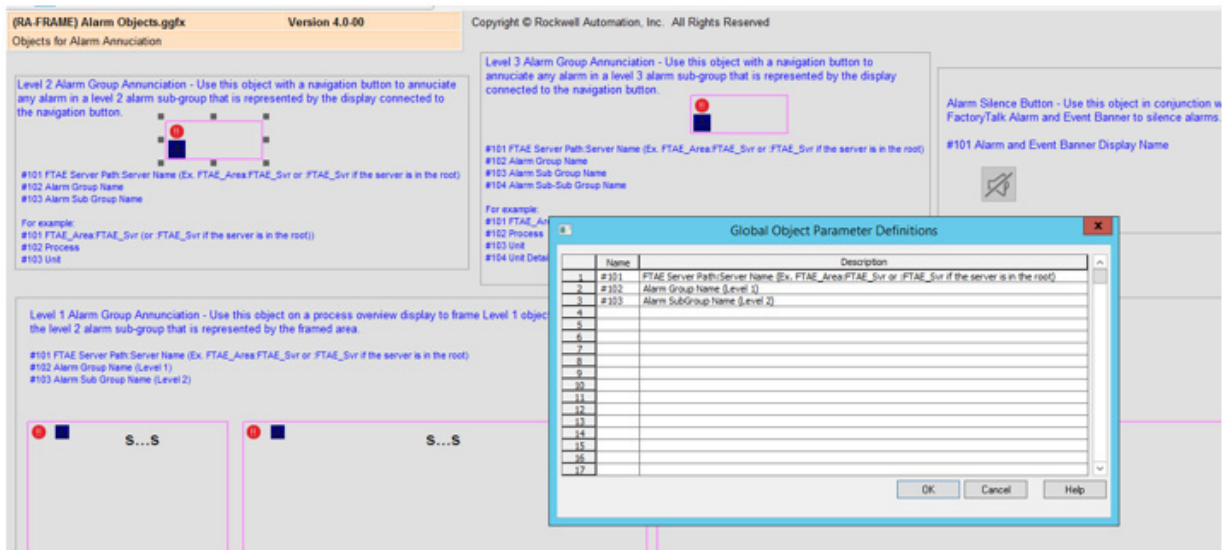 (RA-FRAME) Alarm Objects.ggfx Version 4.0-00 Copyright © Rockwell Automation, Inc. All Rights Reserved
Objects for Alarm Annuciation
Level 2 Alarm Group Annunciation - Use this object with a navigation button to annuciate
any alarm in a level 2 alarm sub-group that is represented by the display connected to
the navigation button.
#101 FTAE Server Path:Server Name (Ex. FTAE_Area:FTAE_Svr or :FTAE_Svr if the server is in the root)
#102 Alarm Group Name
#103 Alarm Sub Group Name
For example:
#101 FTAE_Area:FTAE_Svr (or :FTAE_Svr if the server is in the root))
#102 Process
#103 Unit
Level 3 Alarm Group Annunciation - Use this object with a navigation button to
annuciate any alarm in a level 3 alarm sub-group that is represented by the display
connected to the navigation button.
#101 FTAE Server Path:Server Name (Ex. FTAE_Area:FTAE_Svr or :FTAE_Svr if the server is in the root)
#102 Alarm Group Name
#103 Alarm Sub Group Name
#104 Alarm Sub-Sub Group Name
For example:
#101 FTAE_Are
#102 Process
#103 Unit
#104 Unit Detai
Alarm Silence Button - Use this object in conjunction w
FactoryTalk Alarm and Event Banner to silence alarms.
#101 Alarm and Event Banner Display Name
Level 1 Alarm Group Annunciation - Use this object on a process overview display to frame Level 1 objec
the level 2 alarm sub-group that is represented by the framed area.
#101 FTAE Server Path:Server Name (Ex. FTAE_Area:FTAE_Svr or :FTAE_Svr if the server is in the root)
#102 Alarm Group Name (Level 1)
#103 Alarm Sub Group Name (Level 2)
S...S
S...S
Global Object Parameter Definitions
x
Name Description
1 #101 FTAE Server Path:Server Name (Ex. FTAE_Area:FTAE_Svr or :FTAE_Svr if the server is in the root)
2 #102 Alarm Group Name (Level 1)
3 #103 Alarm SubGroup Name (Level 2)
4
5
6
7
8
9
10
11
12
13
14
15
16
17
OK Cancel Help